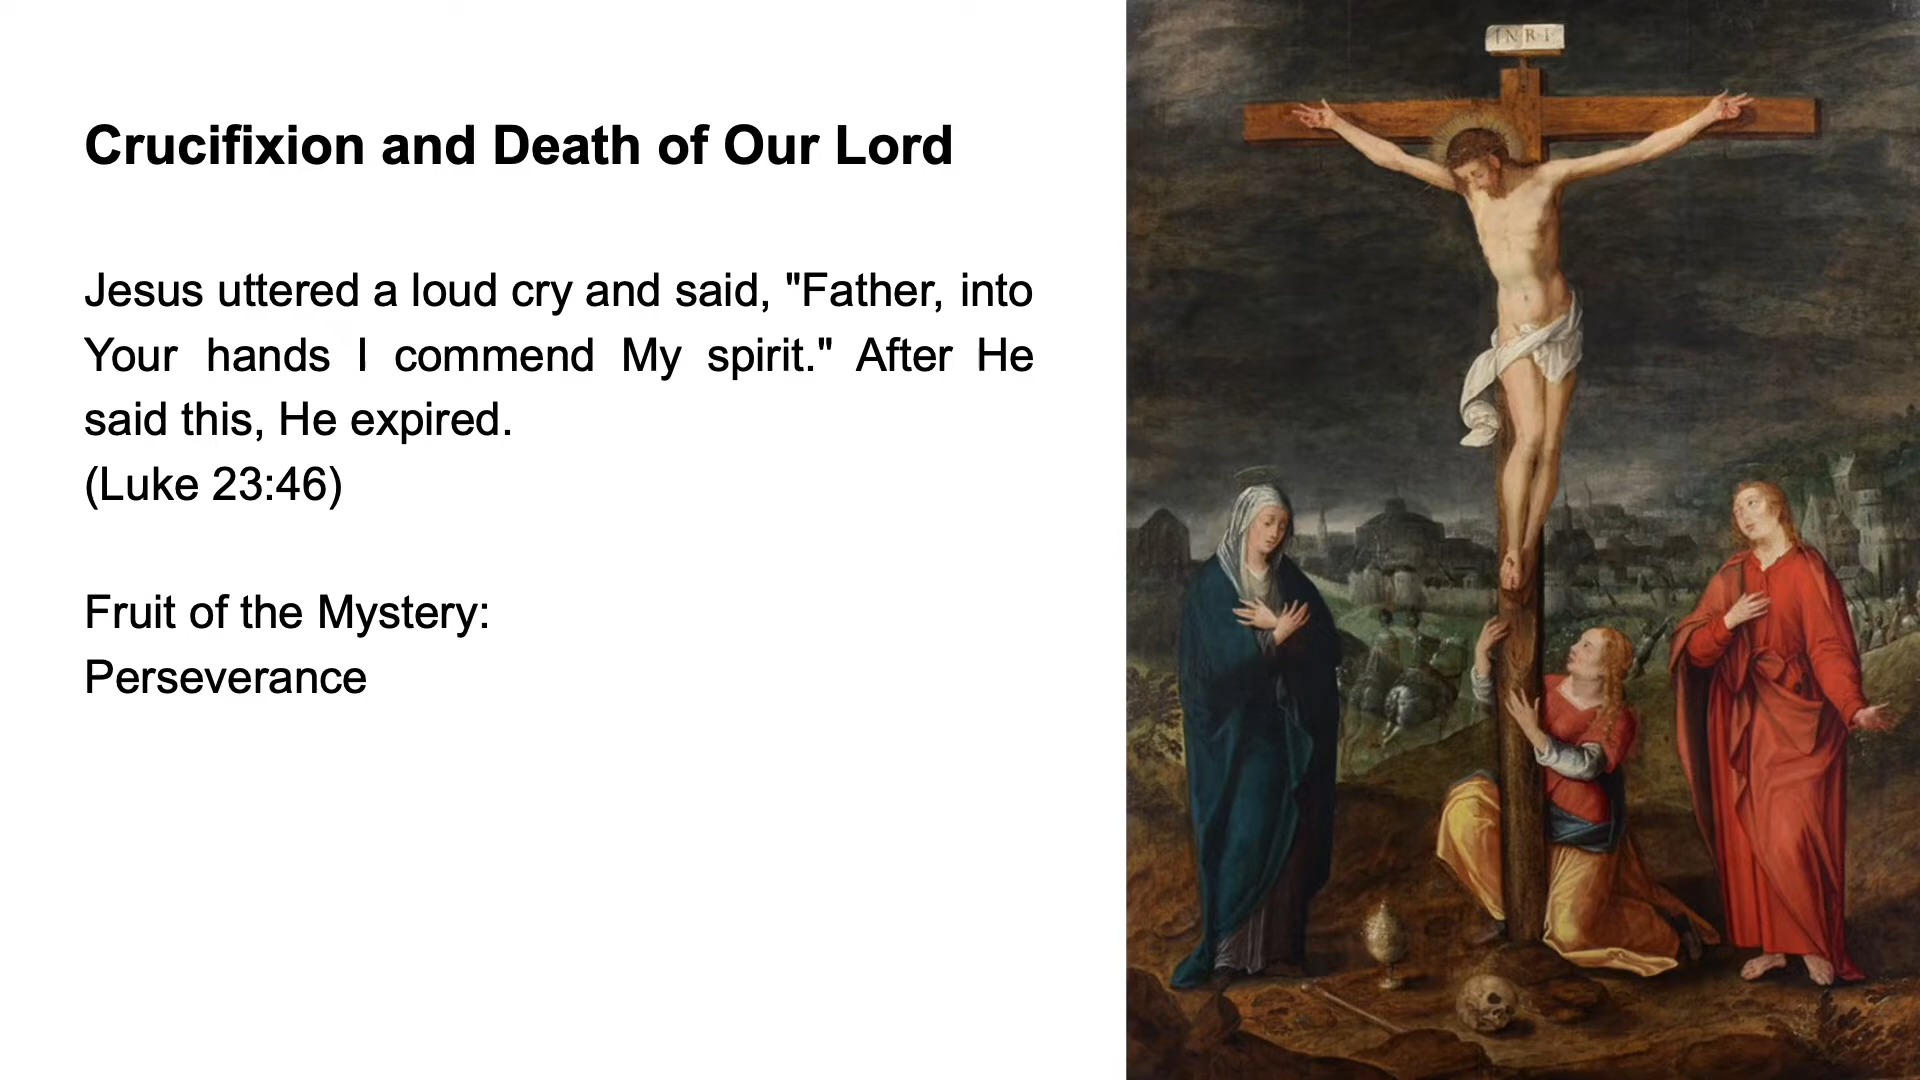 Crucifixion and Death of Our Lord
Jesus uttered a loud cry and said, "Father, into
Your hands I commend My spirit." After He
said this, He expired.
(Luke 23:46)
Fruit of the Mystery:
Perseverance
INRI